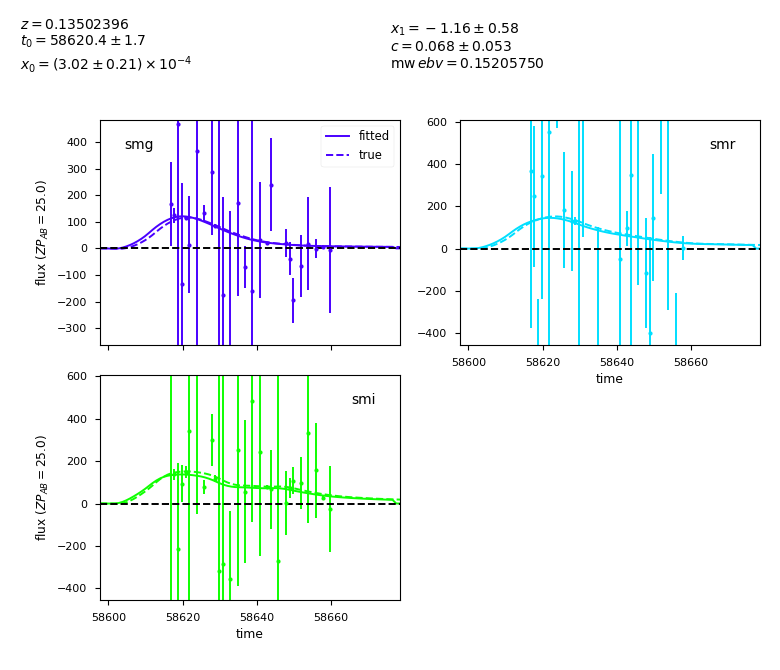 z = 0.13502396
t₀ = 58620.4 ± 1.7
x₀ = (3.02 ± 0.21) × 10⁻⁴
x₁ = −1.16 ± 0.58
c = 0.068 ± 0.053
mw ebv = 0.15205750
smg
fitted
true
flux (ZP_AB = 25.0)
400
300
200
100
0
−100
−200
−300
smr
600
400
200
0
−200
−400
58600 58620 58640 58660
time
smi
flux (ZP_AB = 25.0)
600
400
200
0
−200
−400
58600 58620 58640 58660
time